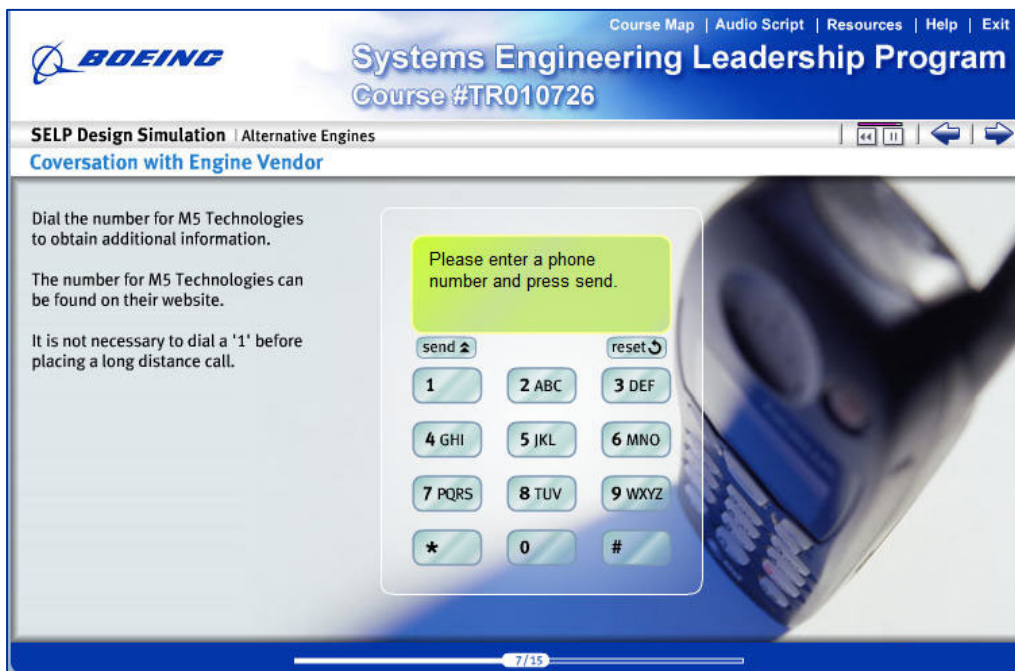 Course Map | Audio Script | Resources | Help | Exit
BOEING
Systems Engineering Leadership Program
Course #TR010726
SELP Design Simulation | Alternative Engines
Coversation with Engine Vendor
Dial the number for M5 Technologies
to obtain additional information.
The number for M5 Technologies can
be found on their website.
It is not necessary to dial a '1' before
placing a long distance call.
Please enter a phone
number and press send.
send reset
1 2 ABC 3 DEF
4 GHI 5 JKL 6 MNO
7 PQRS 8 TUV 9 WXYZ
* 0 #
7/15